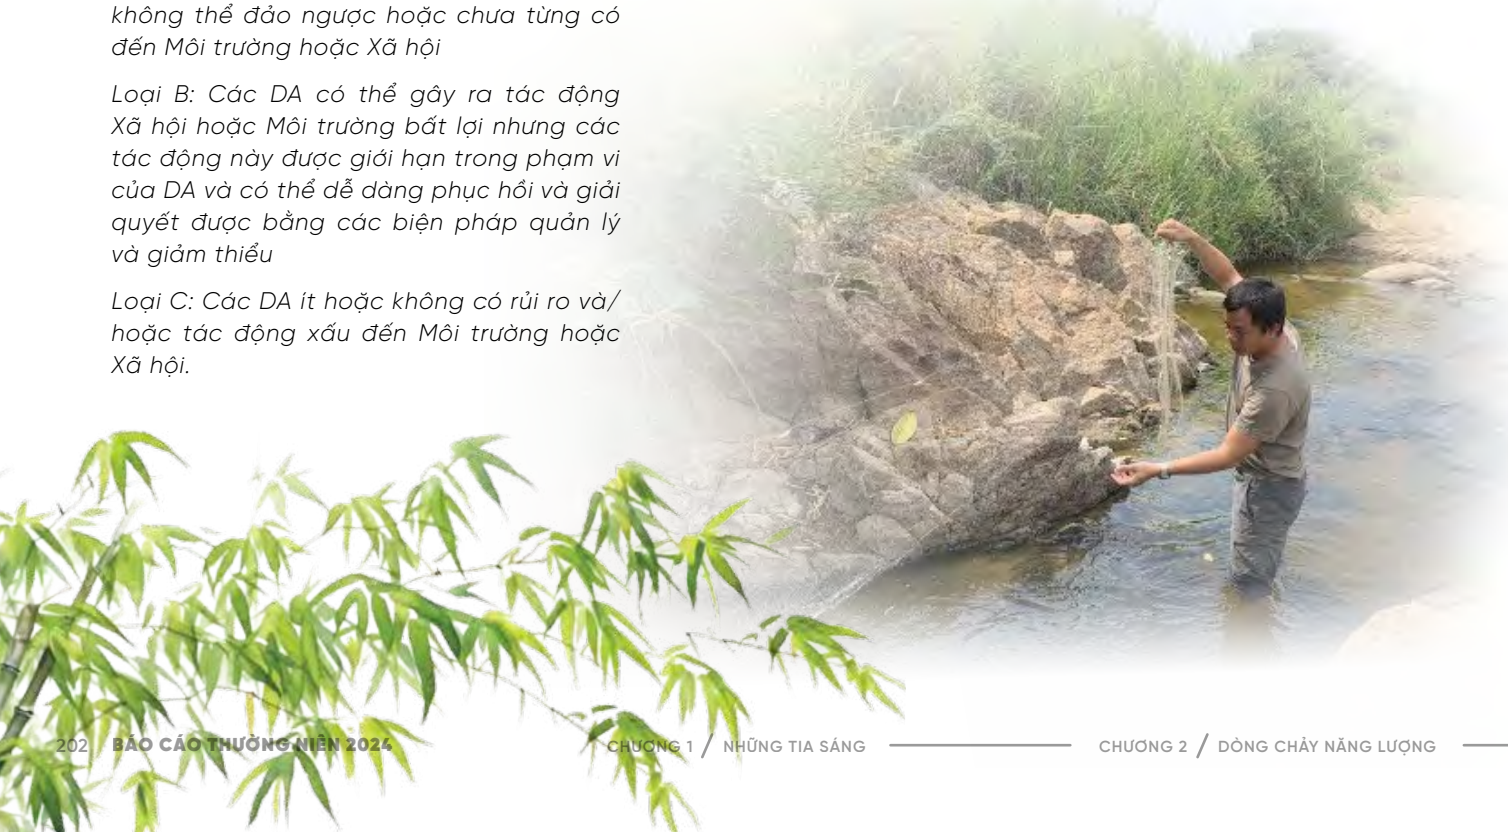 không thể đảo ngược hoặc chưa từng có
đến Môi trường hoặc Xã hội
Loại B: Các DA có thể gây ra tác động
Xã hội hoặc Môi trường bất lợi nhưng các
tác động này được giới hạn trong phạm vi
của DA và có thể dễ dàng phục hồi và giải
quyết được bằng các biện pháp quản lý
và giảm thiểu
Loại C: Các DA ít hoặc không có rủi ro và/
hoặc tác động xấu đến Môi trường hoặc
Xã hội.
202 BÁO CÁO THƯỜNG NIÊN 2024 CHƯƠNG 1 / NHỮNG TIA SÁNG CHƯƠNG 2 / DÒNG CHẢY NĂNG LƯỢNG